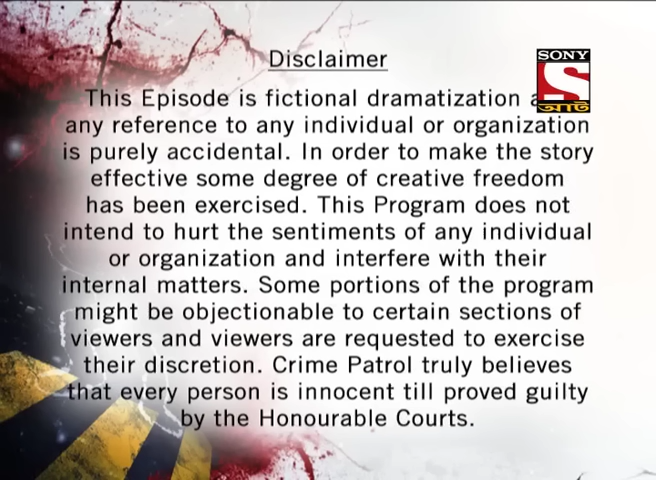 Disclaimer
SONY
S
আট
This Episode is fictional dramatization
any reference to any individual or organization
is purely accidental. In order to make the story
effective some degree of creative freedom
has been exercised. This Program does not
intend to hurt the sentiments of any individual
or organization and interfere with their
internal matters. Some portions of the program
might be objectionable to certain sections of
viewers and viewers are requested to exercise
their discretion. Crime Patrol truly believes
that every person is innocent till proved guilty
by the Honourable Courts.